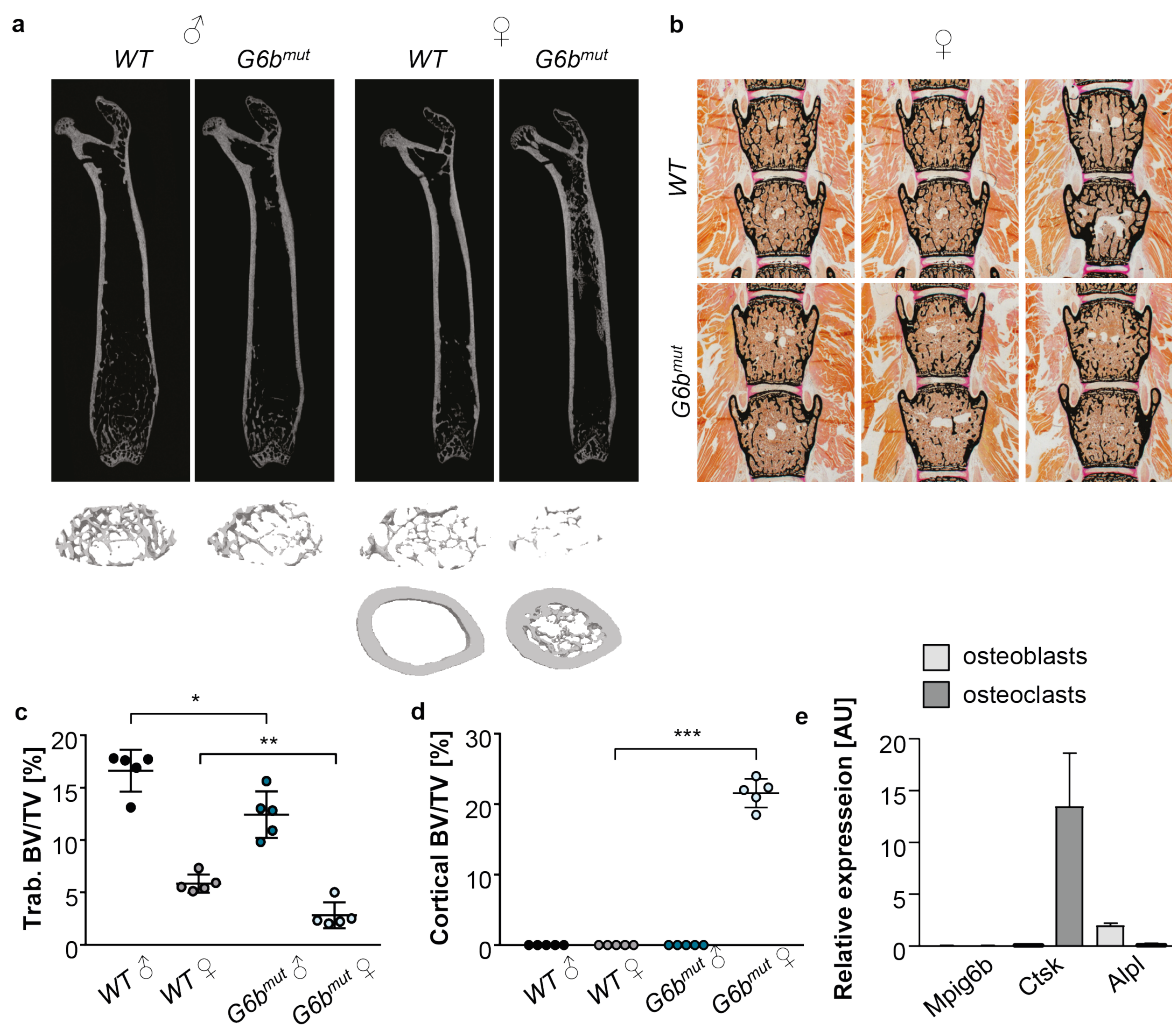 a
♂
♀
WT
G6b^mut
WT
G6b^mut
b
♀
WT
G6b^mut
c
*
**
Trab. BV/TV [%]
20
15
10
5
0
WT ♂
WT ♀
G6b^mut ♂
G6b^mut ♀
d
***
Cortical BV/TV [%]
30
20
10
0
WT ♂
WT ♀
G6b^mut ♂
G6b^mut ♀
osteoblasts
osteoclasts
e
Relative expresseion [AU]
20
15
10
5
0
Mpig6b
Ctsk
Alpl